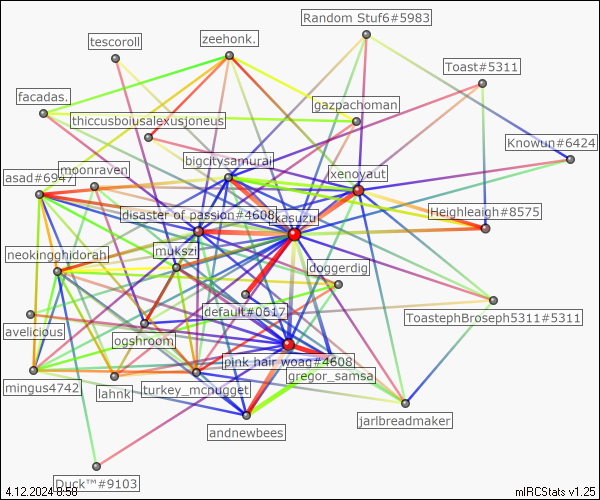 Random Stuf6#5983
tescoroll
zeehonk.
Toast#5311
facadas.
gazpachoman
thiccusboiusalexusjoneus
Knowun#6424
bigcitysamurai
moonraven
xenoyaut
asad#6947
disaster of passion#4608
kasuzu
Heighleaigh#8575
neokingghidorah
mukszi
doggerdig
default#0617
ToastephBroseph5311#5311
avelicious
ogshroom
pink hair woag#4608
gregor_samsa
mingus4742
lahnk
turkey_mcnugget
jarlbreadmaker
andnewbees
Duck™#9103
4.12.2024 8:58
mIRCStats v1.25